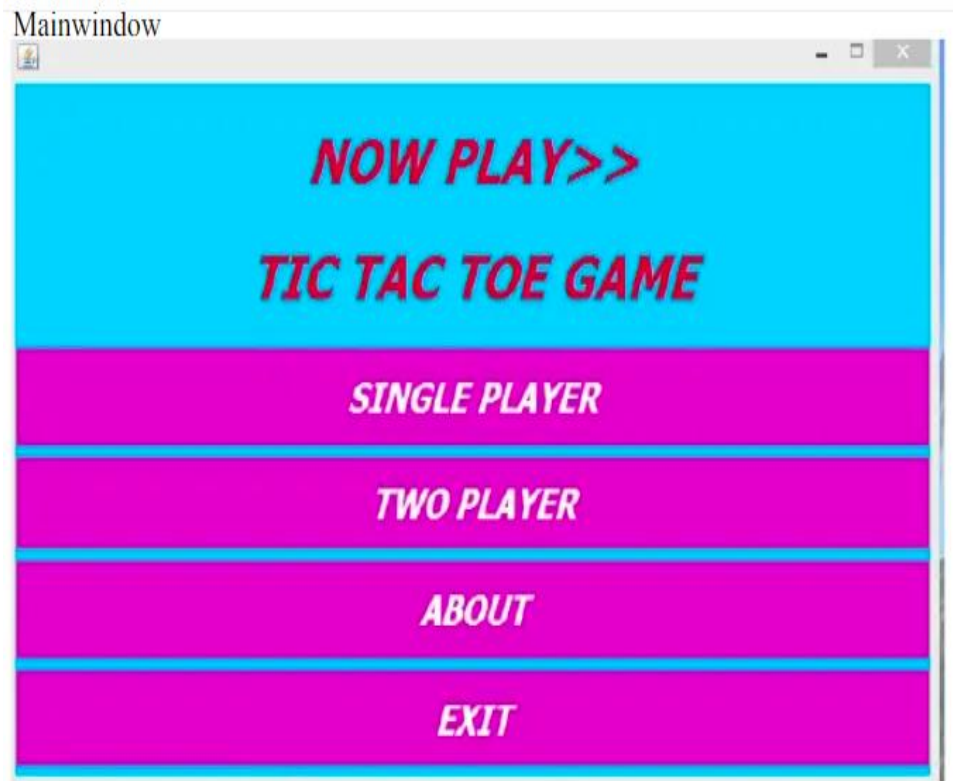 Mainwindow
NOW PLAY>>
TIC TAC TOE GAME
SINGLE PLAYER
TWO PLAYER
ABOUT
EXIT